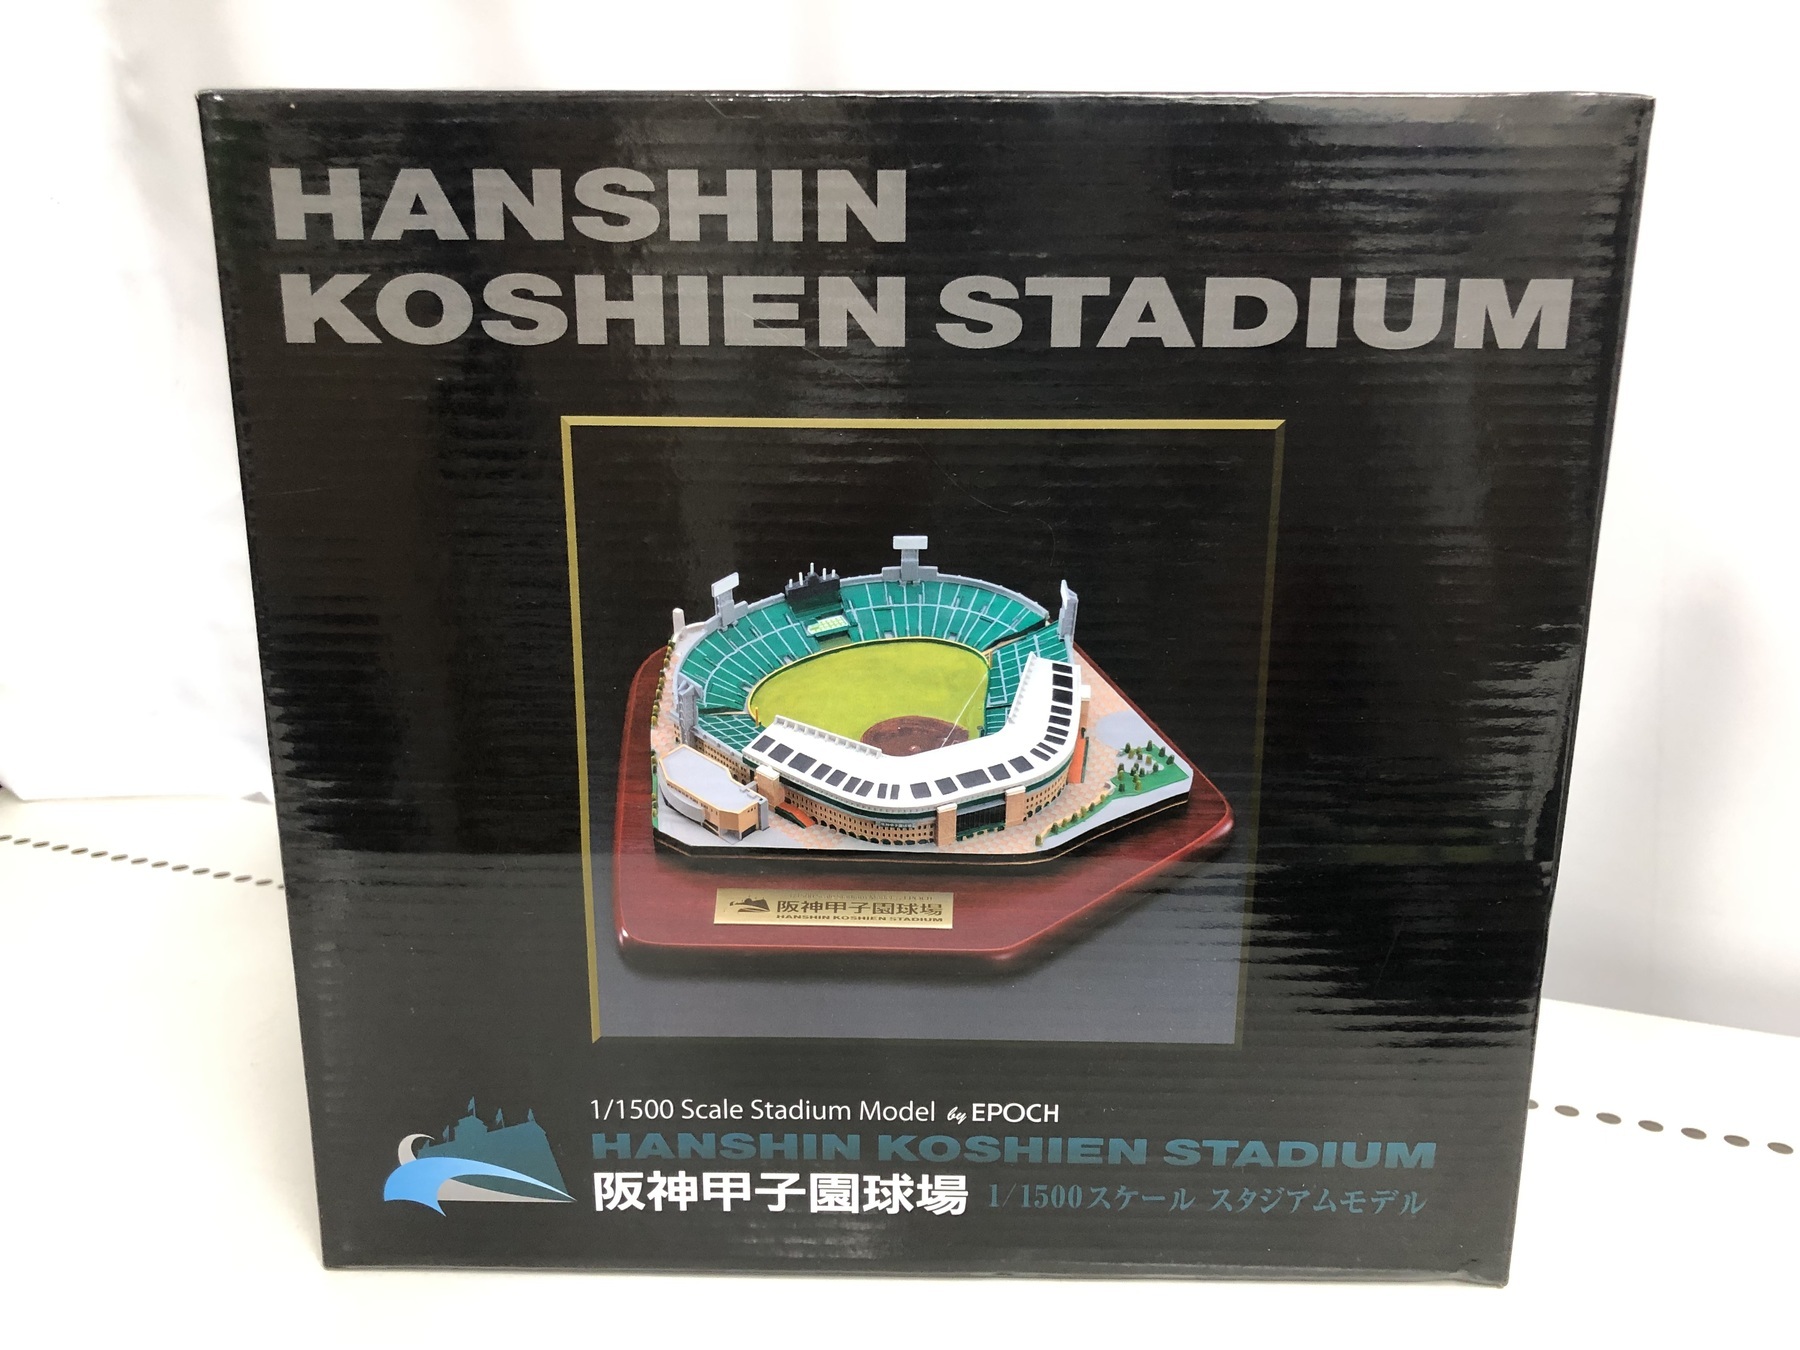 HANSHIN
KOSHIEN STADIUM
阪神甲子園球場
HANSHIN KOSHIEN STADIUM
1/1500 Scale Stadium Model by EPOCH
HANSHIN KOSHIEN STADIUM
阪神甲子園球場 1/1500スケール スタジアムモデル